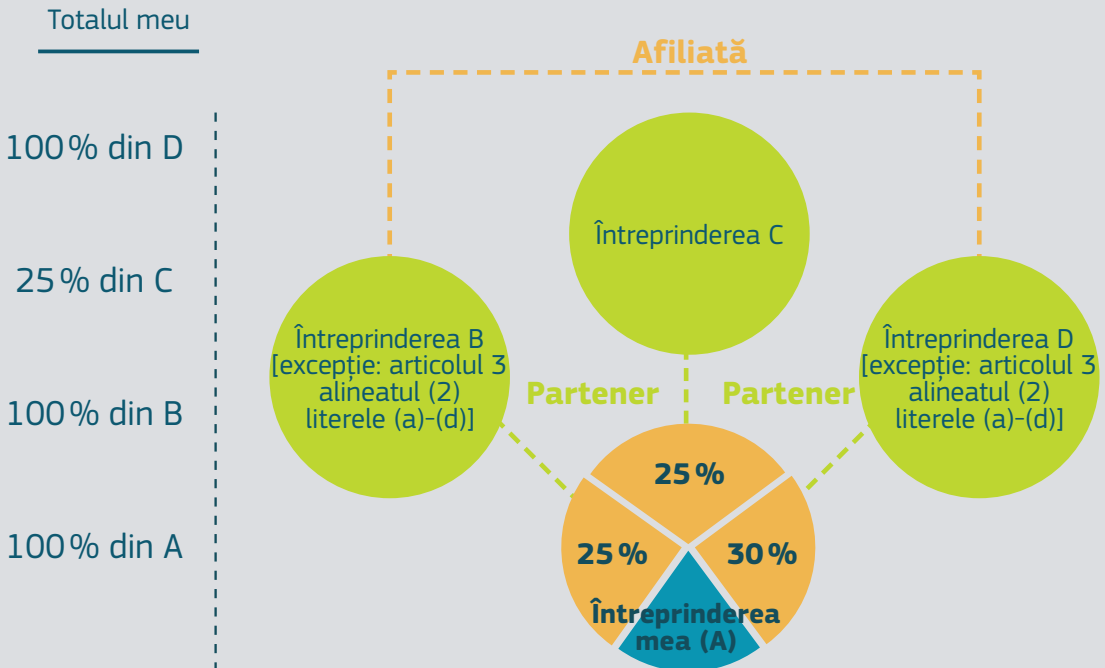 Totalul meu
100 % din D
25 % din C
100 % din B
100 % din A
Afiliată
Întreprinderea C
Întreprinderea B
[excepție: articolul 3
alineatul (2)
literele (a)-(d)]
Întreprinderea D
[excepție: articolul 3
alineatul (2)
literele (a)-(d)]
Partener
Partener
25 %
25 %
30 %
Întreprinderea
mea (A)